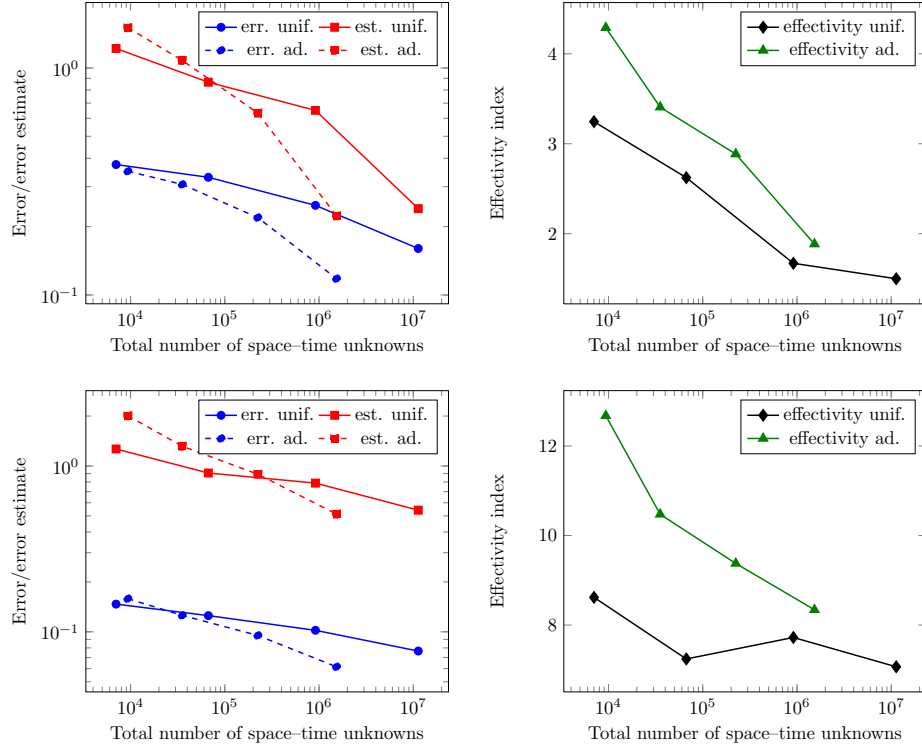 err. unif. est. unif.
err. ad. est. ad.
10^0
10^{-1}
Error/error estimate
10^4 10^5 10^6 10^7
Total number of space–time unknowns
effectivity unif.
effectivity ad.
4
3
2
Effectivity index
10^4 10^5 10^6 10^7
Total number of space–time unknowns
err. unif. est. unif.
err. ad. est. ad.
10^0
10^{-1}
Error/error estimate
10^4 10^5 10^6 10^7
Total number of space–time unknowns
effectivity unif.
effectivity ad.
12
10
8
Effectivity index
10^4 10^5 10^6 10^7
Total number of space–time unknowns